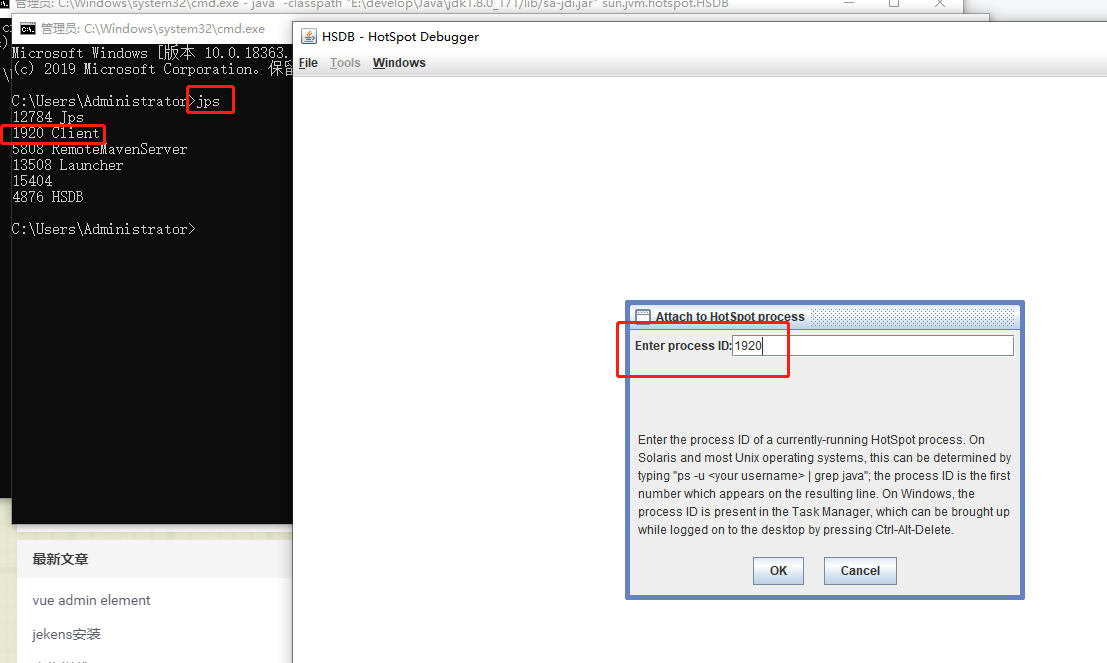 管理员: C:\Windows\system32\cmd.exe - java -classpath "E:\develop\Java\jdk1.8.0_171/lib/sa-jdi.jar" sun.jvm.hotspot.HSDB
管理员: C:\Windows\system32\cmd.exe
Microsoft Windows [版本 10.0.18363.
(c) 2019 Microsoft Corporation。保留
C:\Users\Administrator>jps
12784 Jps
1920 Client
5808 RemoteMavenServer
13508 Launcher
15404
4876 HSDB
C:\Users\Administrator>
HSDB - HotSpot Debugger
File Tools Windows
Attach to HotSpot process
Enter process ID:1920
Enter the process ID of a currently-running HotSpot process. On
Solaris and most Unix operating systems, this can be determined by
typing "ps -u <your username> | grep java"; the process ID is the first
number which appears on the resulting line. On Windows, the
process ID is present in the Task Manager, which can be brought up
while logged on to the desktop by pressing Ctrl-Alt-Delete.
OK Cancel
最新文章
vue admin element
jekens安装